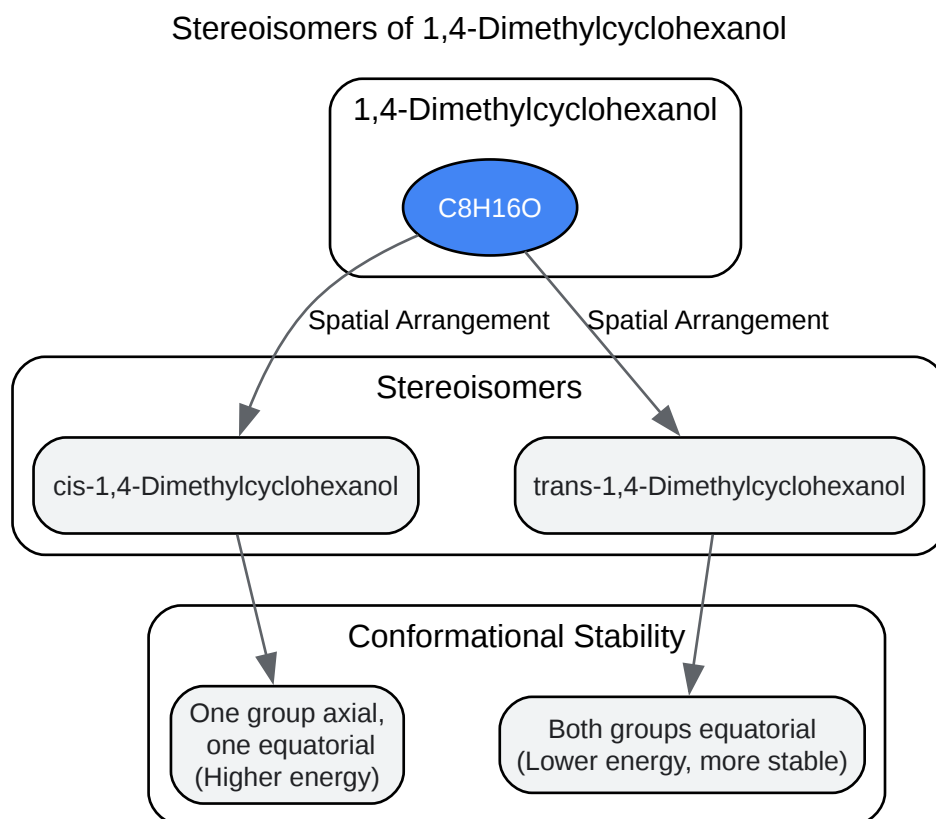 Stereoisomers of 1,4-Dimethylcyclohexanol
1,4-Dimethylcyclohexanol
C8H16O
Spatial Arrangement
Spatial Arrangement
Stereoisomers
cis-1,4-Dimethylcyclohexanol
trans-1,4-Dimethylcyclohexanol
Conformational Stability
One group axial,
one equatorial
(Higher energy)
Both groups equatorial
(Lower energy, more stable)